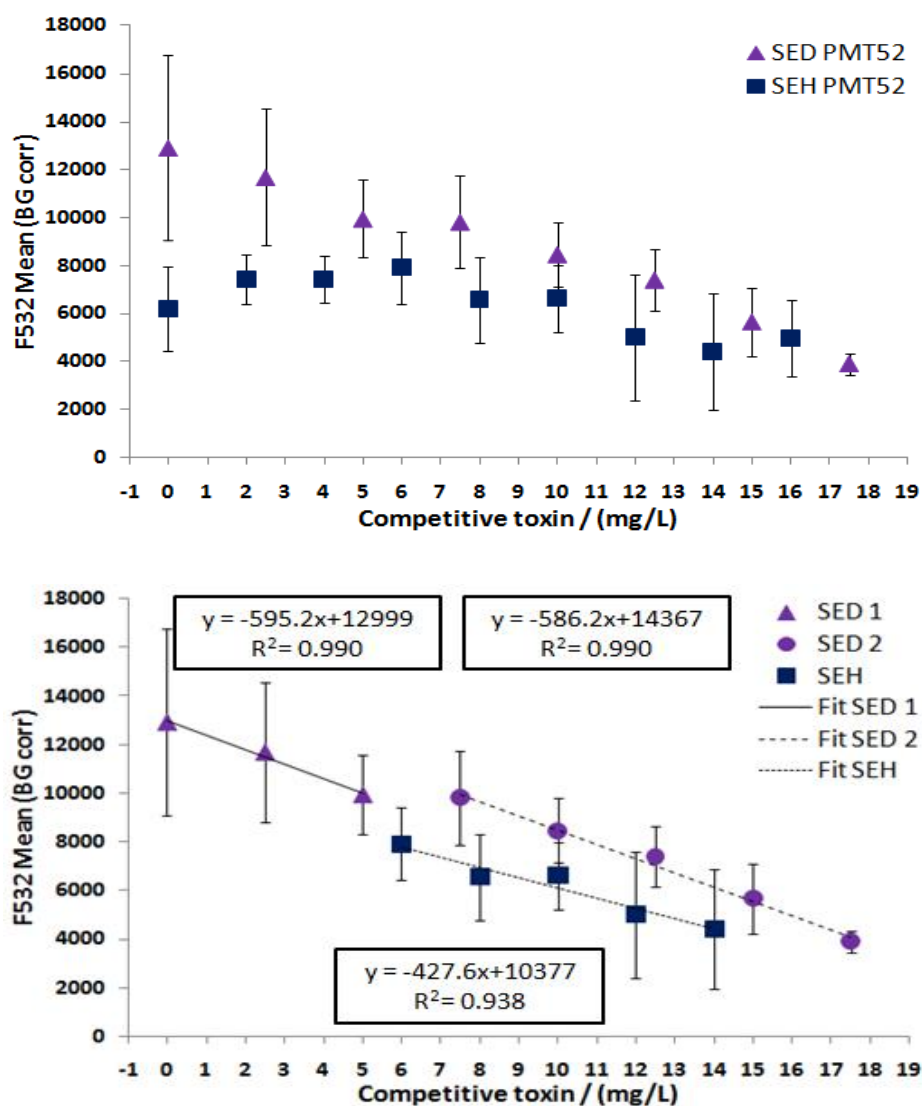 18000
16000
14000
12000
10000
8000
6000
4000
2000
0
F532 Mean (BG corr)
SED PMT52
SEH PMT52
-1 0 1 2 3 4 5 6 7 8 9 10 11 12 13 14 15 16 17 18 19
Competitive toxin / (mg/L)
18000
16000
14000
12000
10000
8000
6000
4000
2000
0
F532 Mean (BG corr)
y = -595.2x+12999
R²= 0.990
y = -586.2x+14367
R²= 0.990
SED 1
SED 2
SEH
Fit SED 1
Fit SED 2
Fit SEH
y = -427.6x+10377
R²= 0.938
-1 0 1 2 3 4 5 6 7 8 9 10 11 12 13 14 15 16 17 18 19
Competitive toxin / (mg/L)